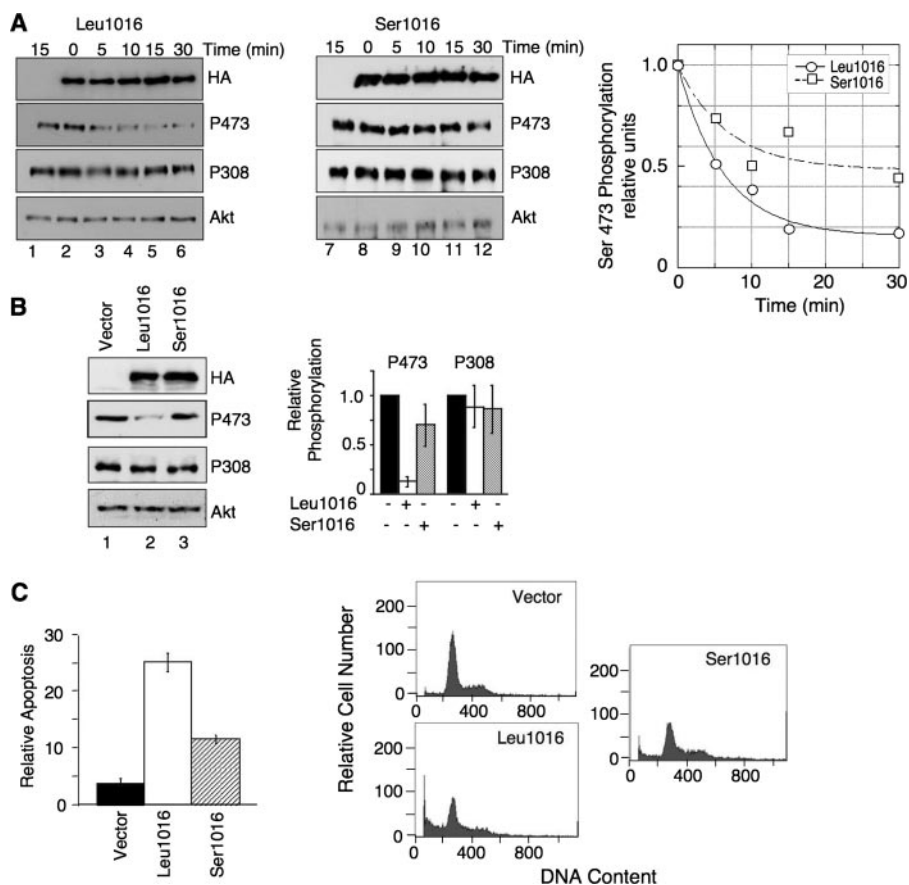 A
Leu1016
15 0 5 10 15 30 Time (min)
HA
P473
P308
Akt
1 2 3 4 5 6
Ser1016
15 0 5 10 15 30 Time (min)
HA
P473
P308
Akt
7 8 9 10 11 12
Ser 473 Phosphorylation
relative units
1.0
0.5
0
0 10 20 30
Time (min)
Leu1016
Ser1016
B
Vector
Leu1016
Ser1016
HA
P473
P308
Akt
1 2 3
Relative
Phosphorylation
P473 P308
1.0
0.5
0
Leu1016 - + - - + -
Ser1016 - - + - - +
C
Relative Apoptosis
30
20
10
0
Vector
Leu1016
Ser1016
Relative Cell Number
Vector
200
100
0
0 400 800
Leu1016
200
100
0
0 400 800
Ser1016
200
100
0
0 400 800
DNA Content